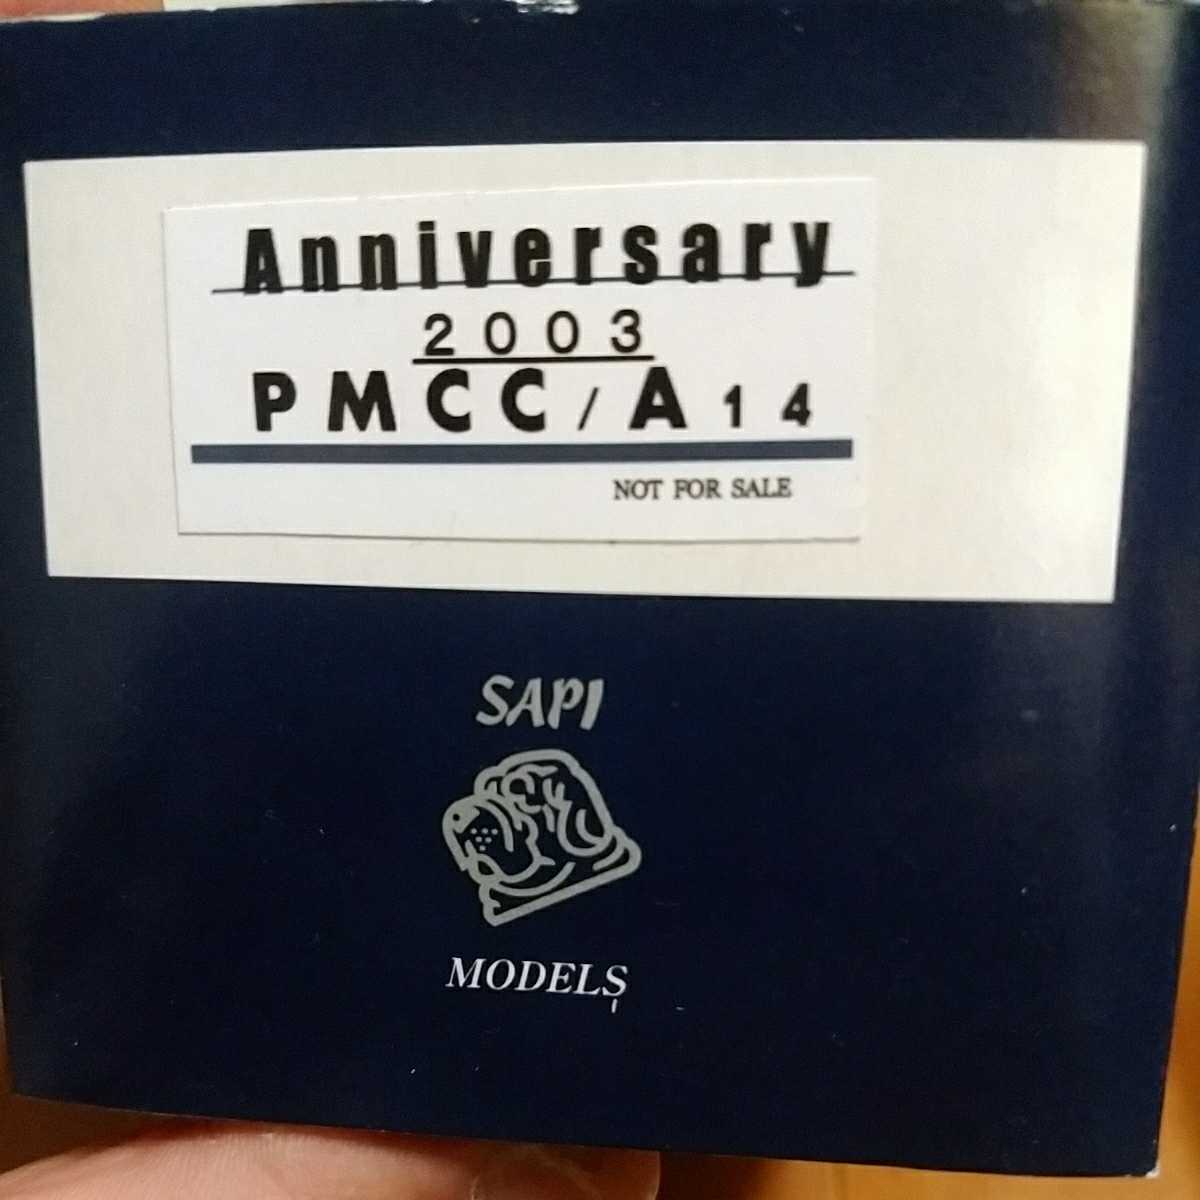 Anniversary
2003
PMCC/A14
NOT FOR SALE
SAPI
MODELS